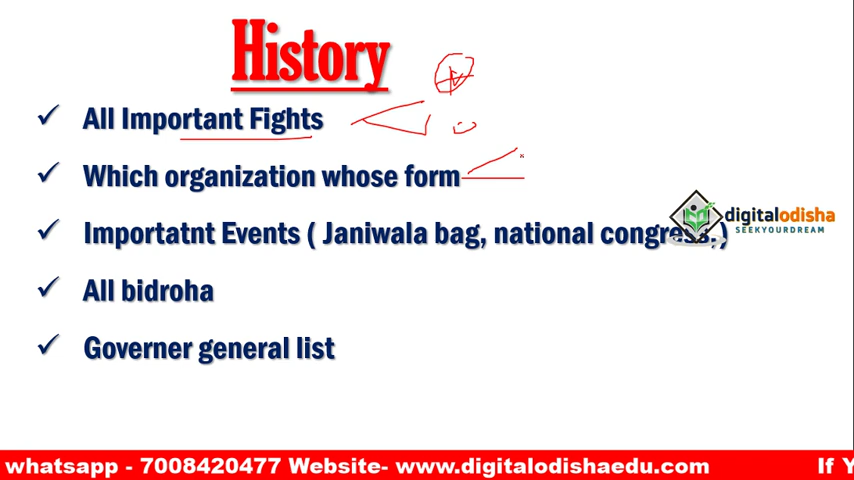 History
All Important Fights
Which organization whose form
Importatnt Events ( Janiwala bag, national congress, )
digitalodisha
SEEKYOURDREAM
All bidroha
Governer general list
whatsapp - 7008420477 Website- www.digitalodishaedu.com If Y